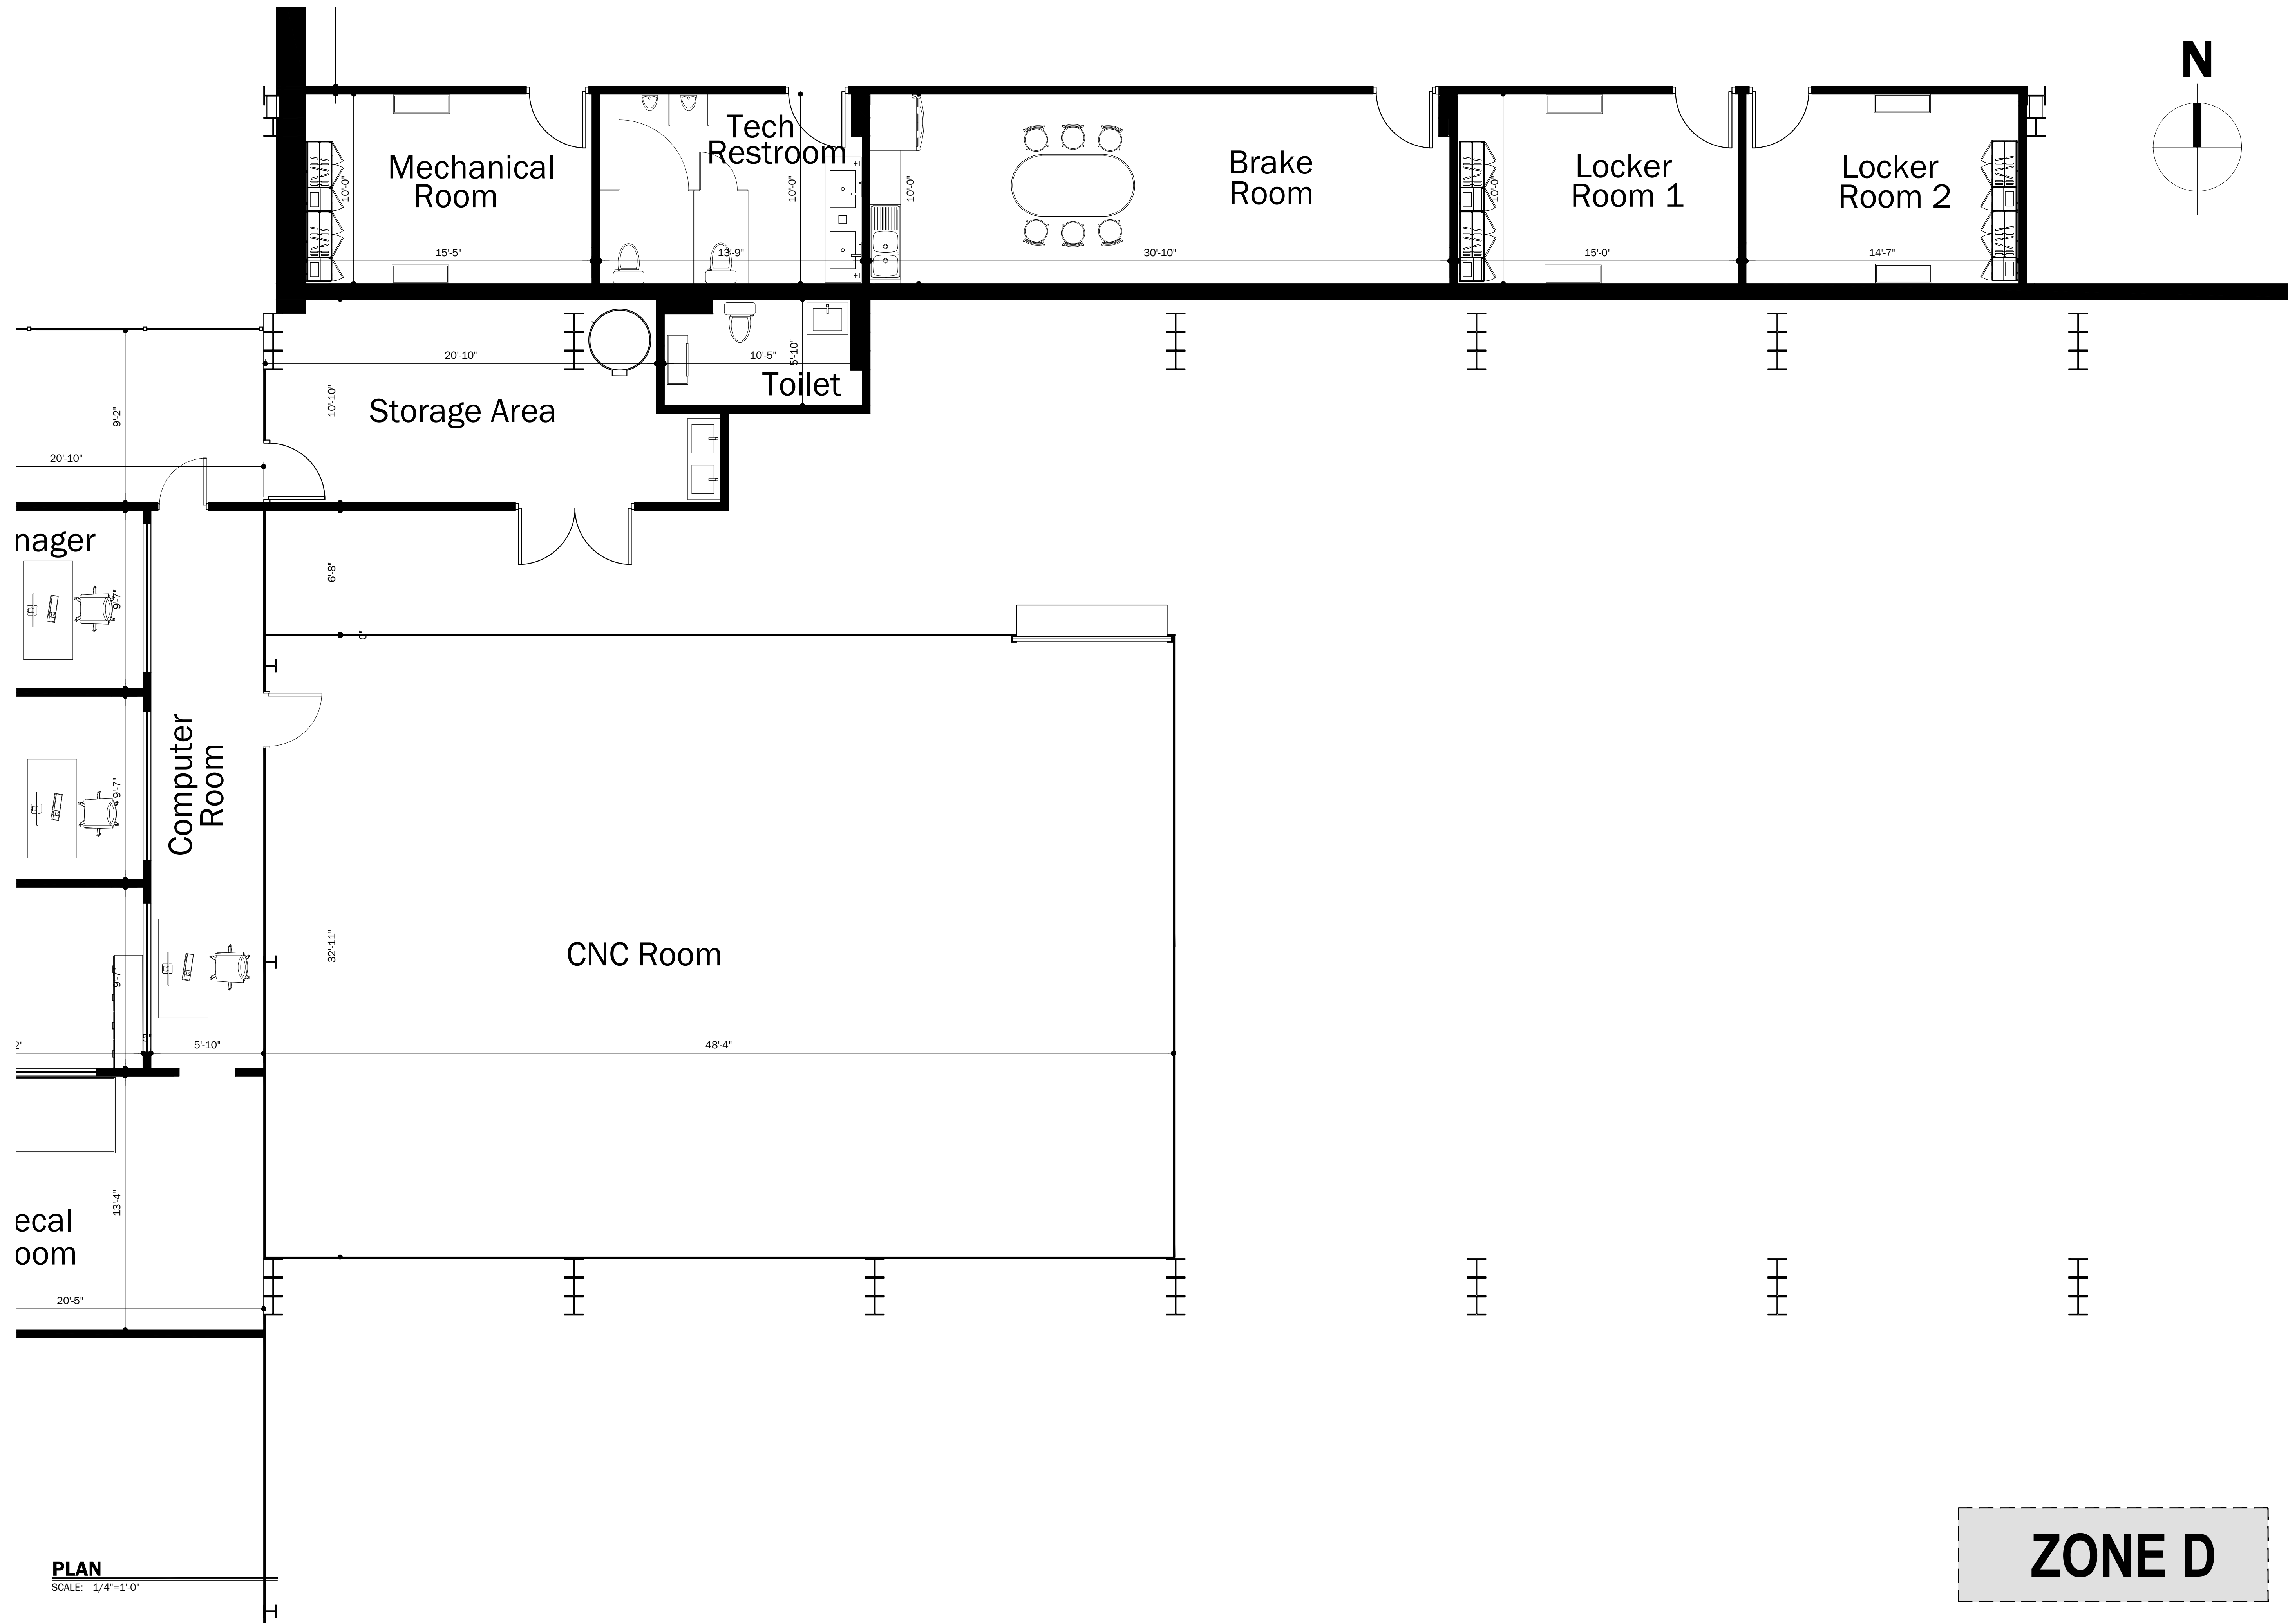 N
Tech
Restroom
Mechanical
Room
Brake
Room
Locker
Room 1
Locker
Room 2
10'-0"
10'-0"
10'-0"
10'-0"
15'-5"
13'-9"
30'-10"
15'-0"
14'-7"
20'-10"
10'-5"
5'-10"
Toilet
10'-10"
Storage Area
9'-2"
20'-10"
nager
6'-8"
9'-7"
0"
Computer
Room
9'-7"
CNC Room
32'-11"
9'-7"
2"
5'-10"
48'-4"
13'-4"
ecal
oom
20'-5"
PLAN
SCALE: 1/4"=1'-0"
ZONE D